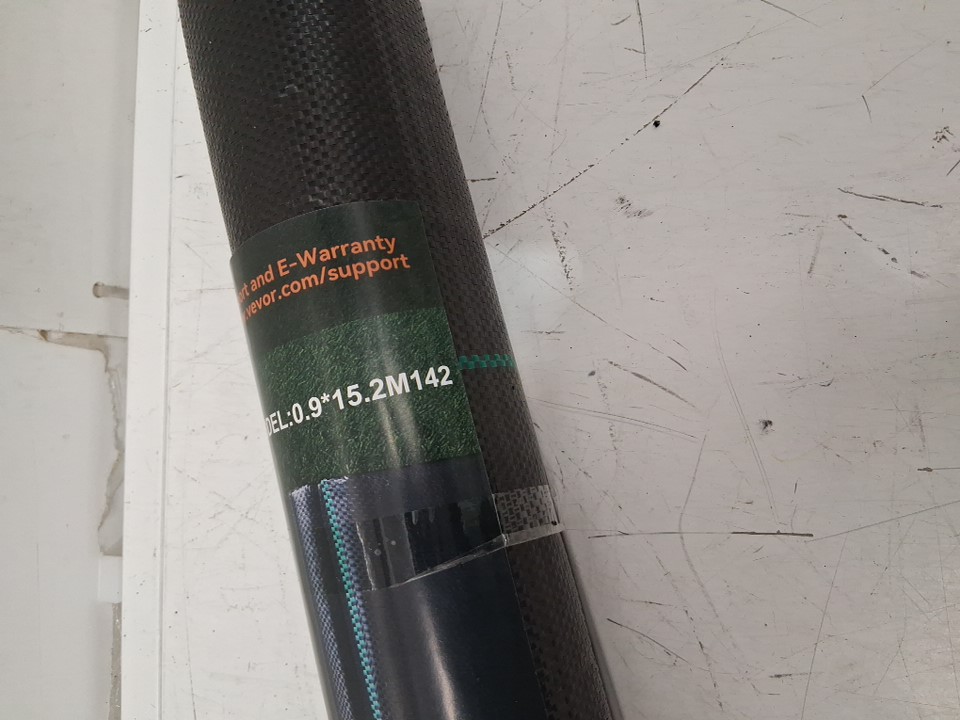 rt and E-Warranty
.vevor.com/support
DEL:0.9*15.2M142